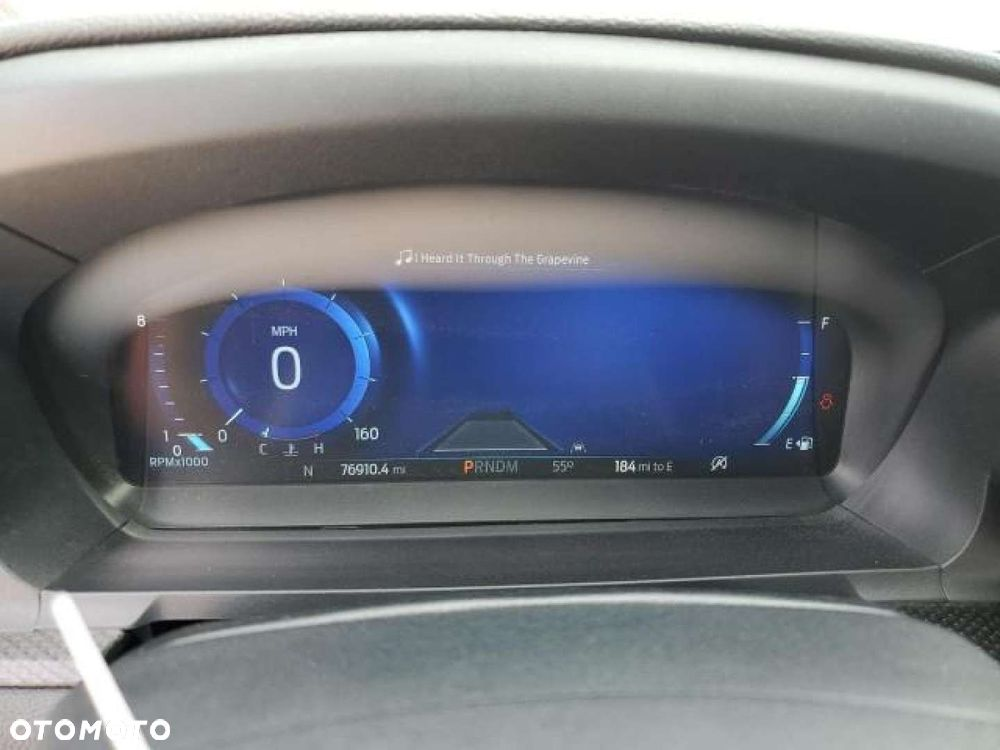 I Heard It Through The Grapevine
8
MPH
F
0
1
0
160
0
C
H
E
RPMx1000
N
76910.4 mi
PRNDM
55°
184 mi to E
OTOMOTO